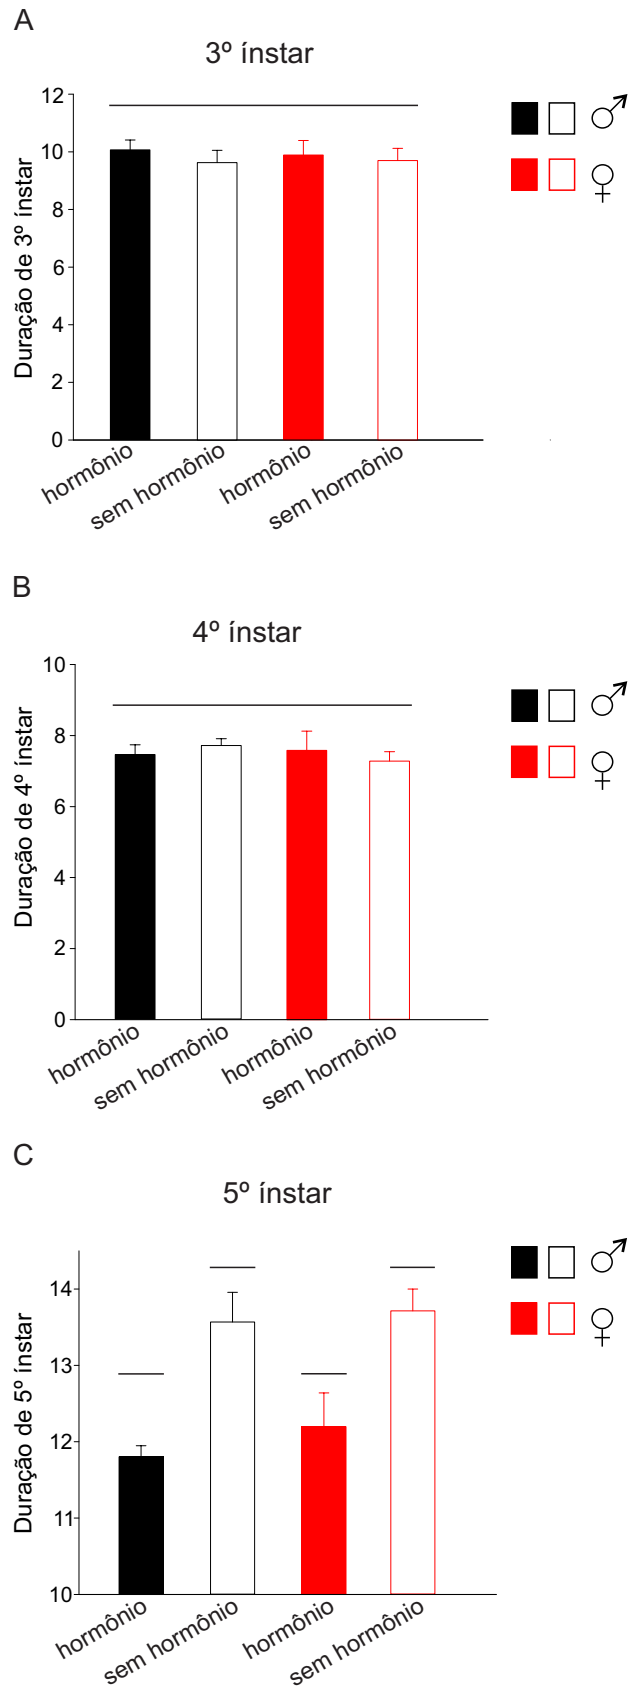 A
3º ínstar
12
10
8
6
4
2
0
Duração de 3º ínstar
hormônio
sem hormônio
hormônio
sem hormônio
B
4º ínstar
10
8
6
4
2
0
Duração de 4º ínstar
hormônio
sem hormônio
hormônio
sem hormônio
C
5º ínstar
14
13
12
11
10
Duração de 5º ínstar
hormônio
sem hormônio
hormônio
sem hormônio